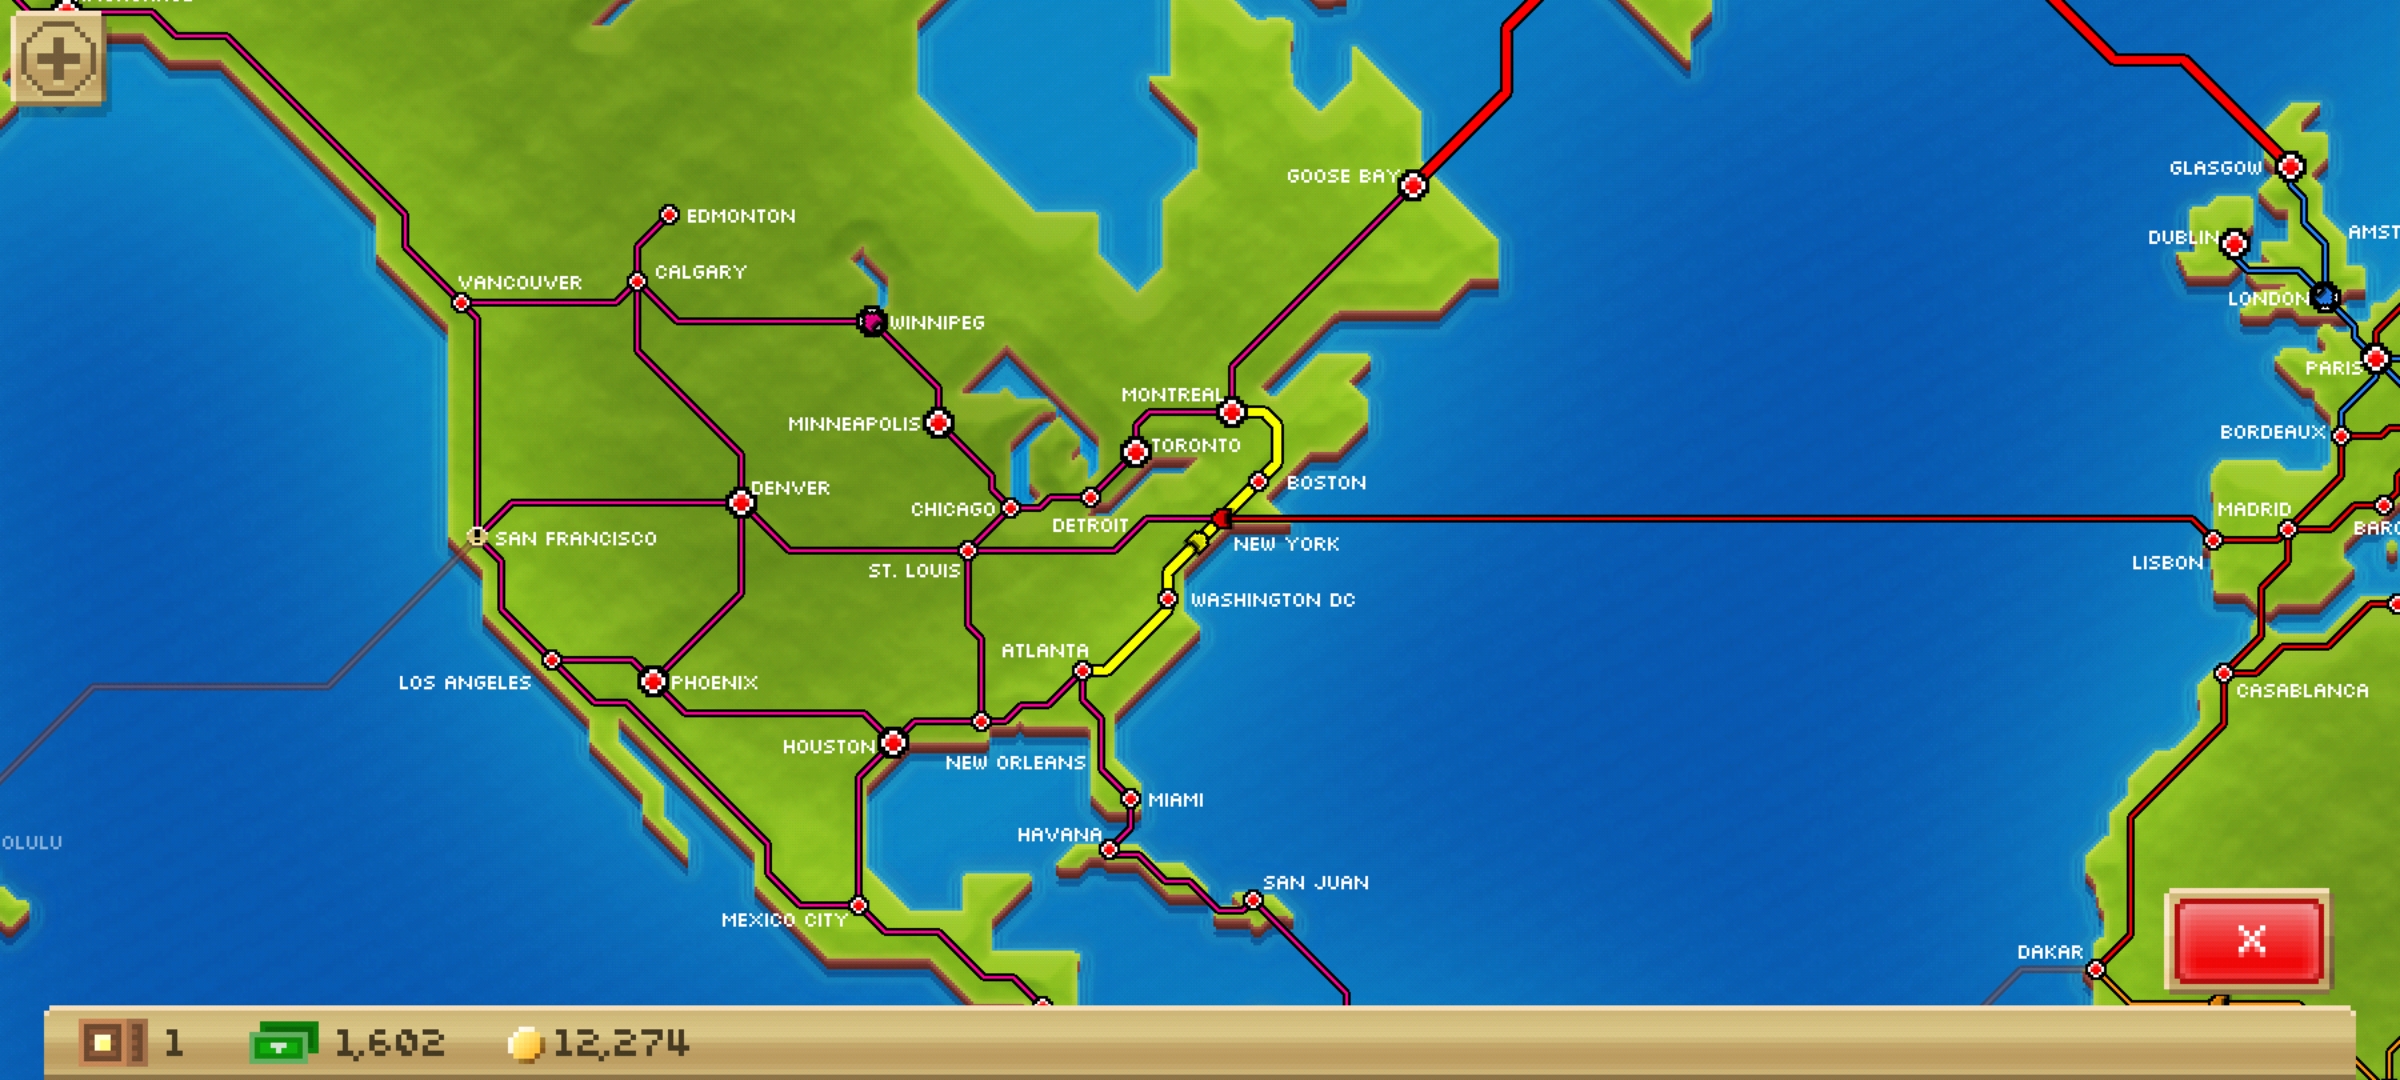 GOOSE BAY
GLASGOW
EDMONTON
AMST
DUBLIN
CALGARY
VANCOUVER
LONDON
WINNIPEG
PARIS
MONTREAL
MINNEAPOLIS
TORONTO
BORDEAUX
DENVER
BOSTON
CHICAGO
MADRID
DETROIT
BARC
SAN FRANCISCO
NEW YORK
LISBON
ST. LOUIS
WASHINGTON DC
ATLANTA
LOS ANGELES
PHOENIX
CASABLANCA
HOUSTON
NEW ORLEANS
MIAMI
HAVANA
OLULU
SAN JUAN
MEXICO CITY
DAKAR
X
1
1,602
12,274